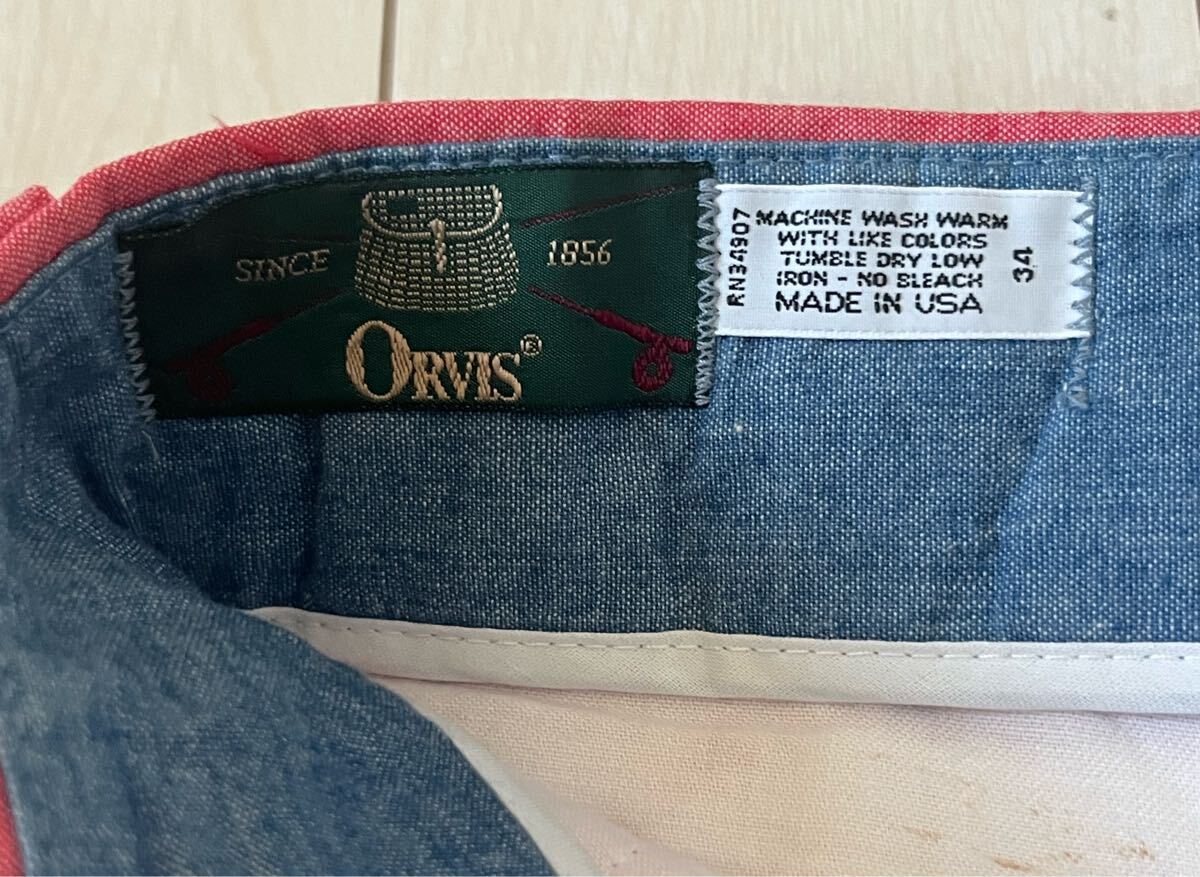 SINCE 1856
ORVIS®
RN34907
MACHINE WASH WARM
WITH LIKE COLORS
TUMBLE DRY LOW
IRON - NO BLEACH
MADE IN USA
34